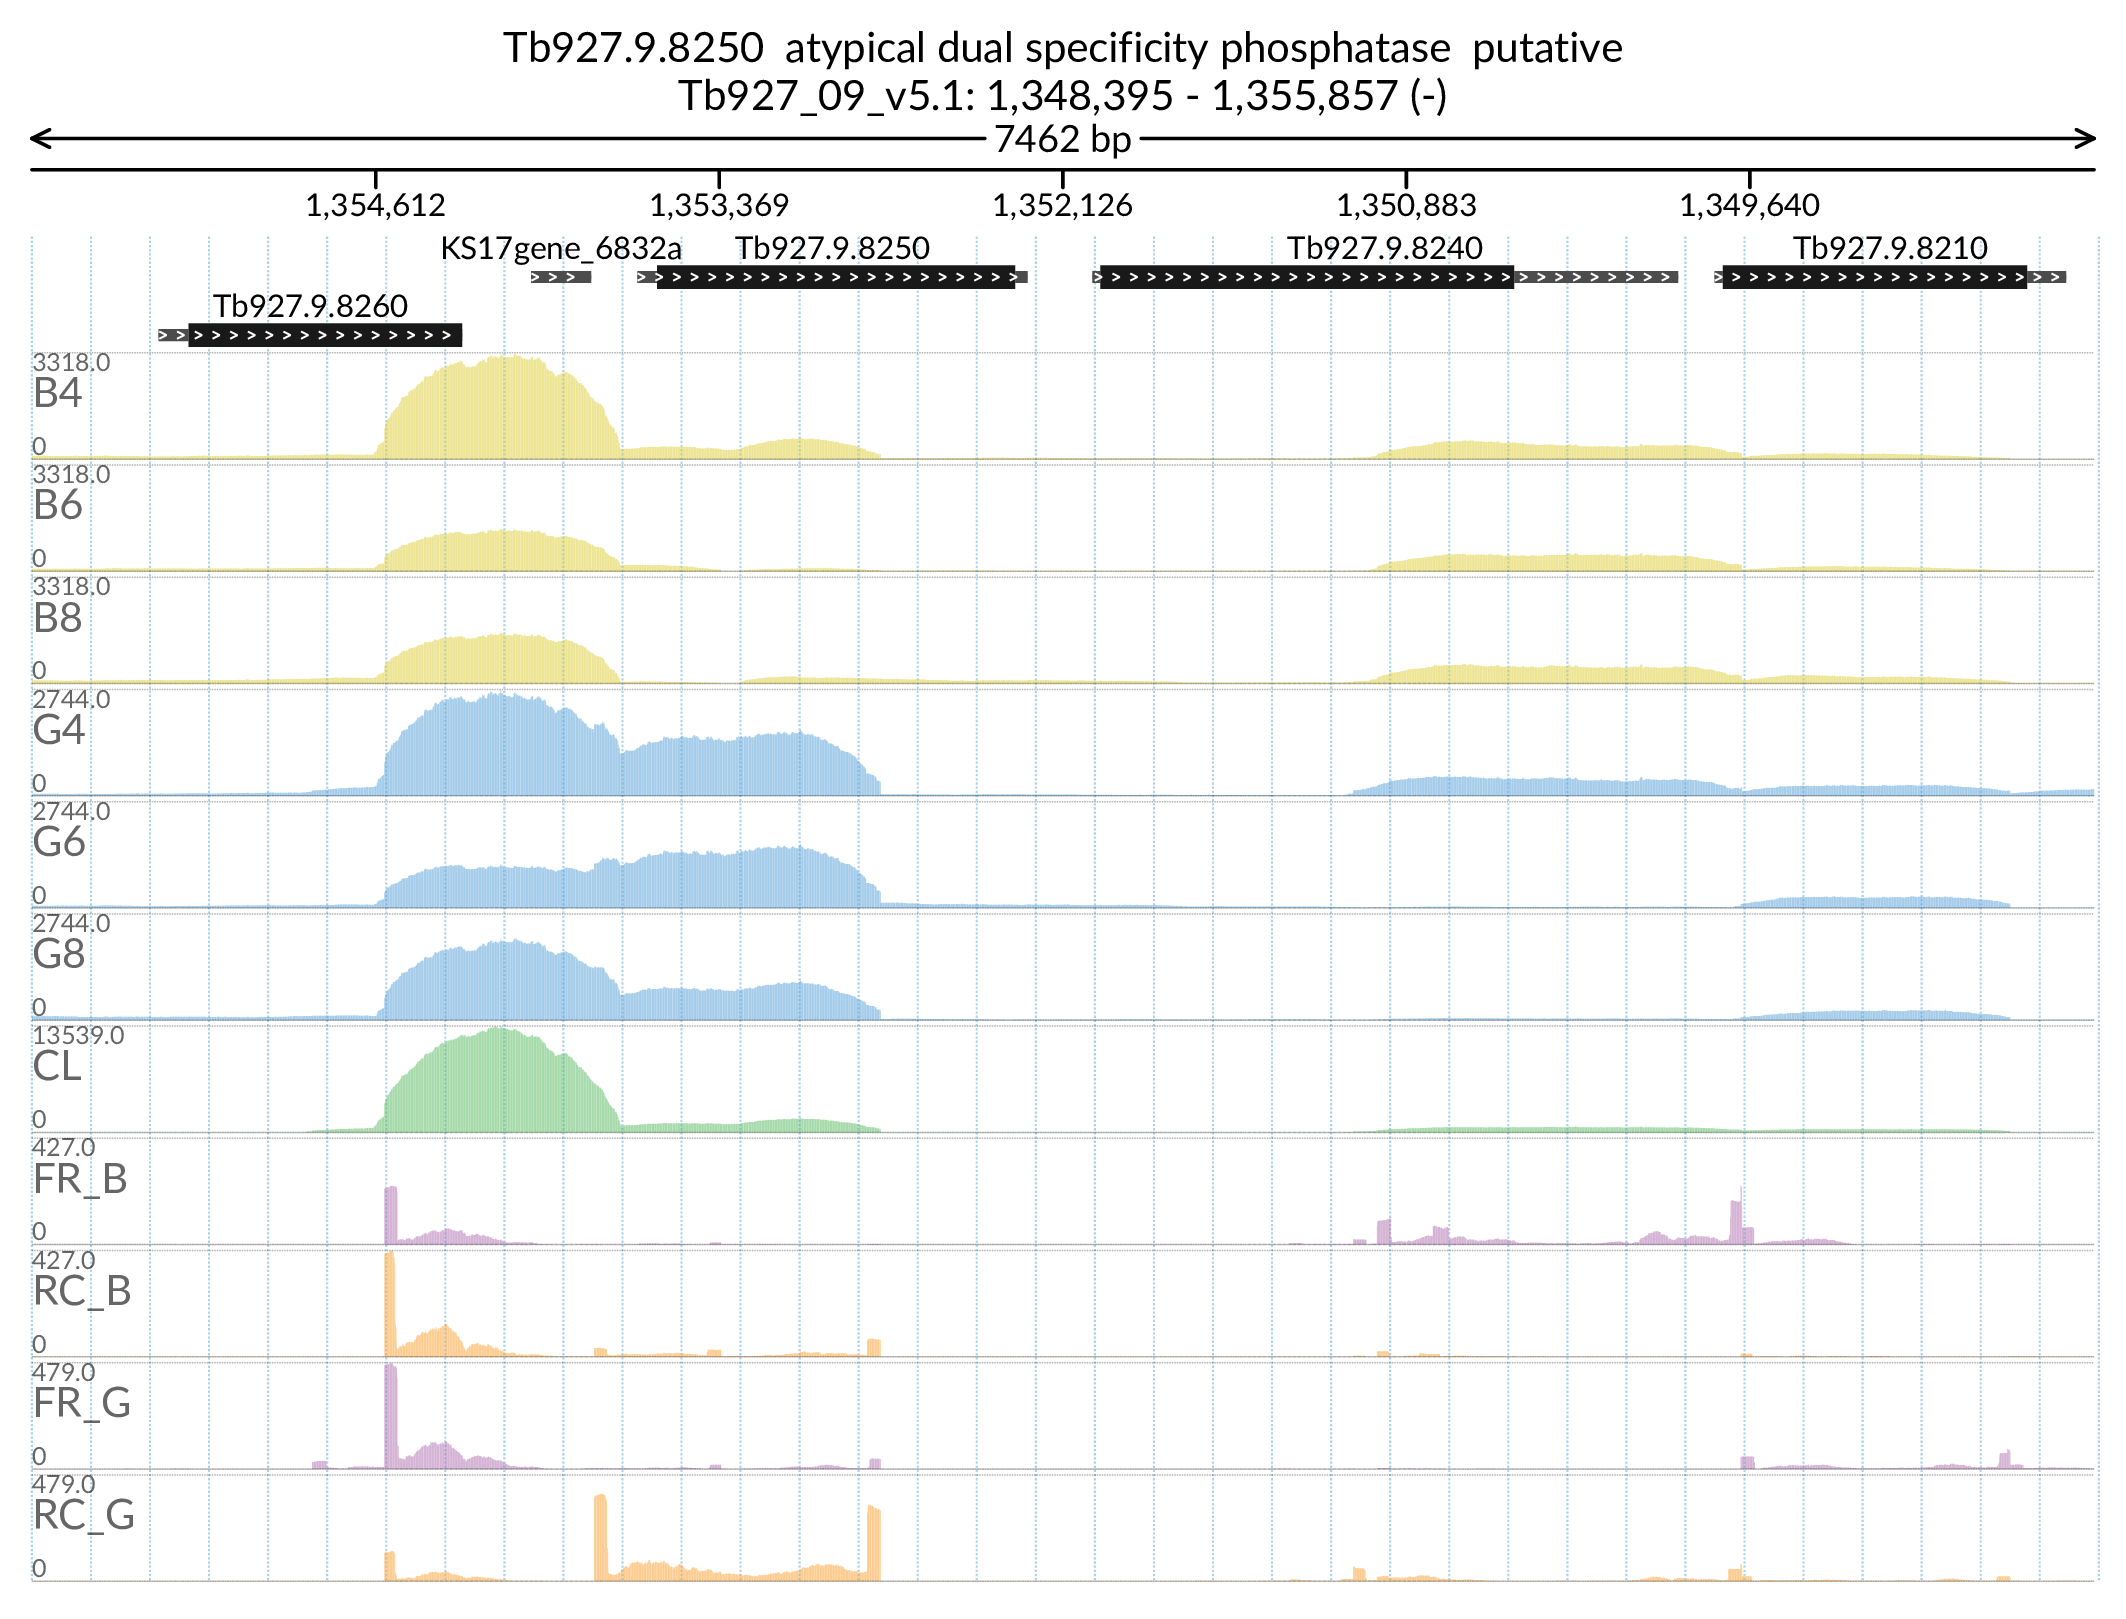 Tb927.9.8250 atypical dual specificity phosphatase putative
Tb927_09_v5.1: 1,348,395 - 1,355,857 (-)
7462 bp
1,354,612 1,353,369 1,352,126 1,350,883 1,349,640
KS17gene_6832a Tb927.9.8250 Tb927.9.8240 Tb927.9.8210
Tb927.9.8260
3318.0
B4
0
3318.0
B6
0
3318.0
B8
0
2744.0
G4
0
2744.0
G6
0
2744.0
G8
0
13539.0
CL
0
427.0
FR_B
0
427.0
RC_B
0
479.0
FR_G
0
479.0
RC_G
0